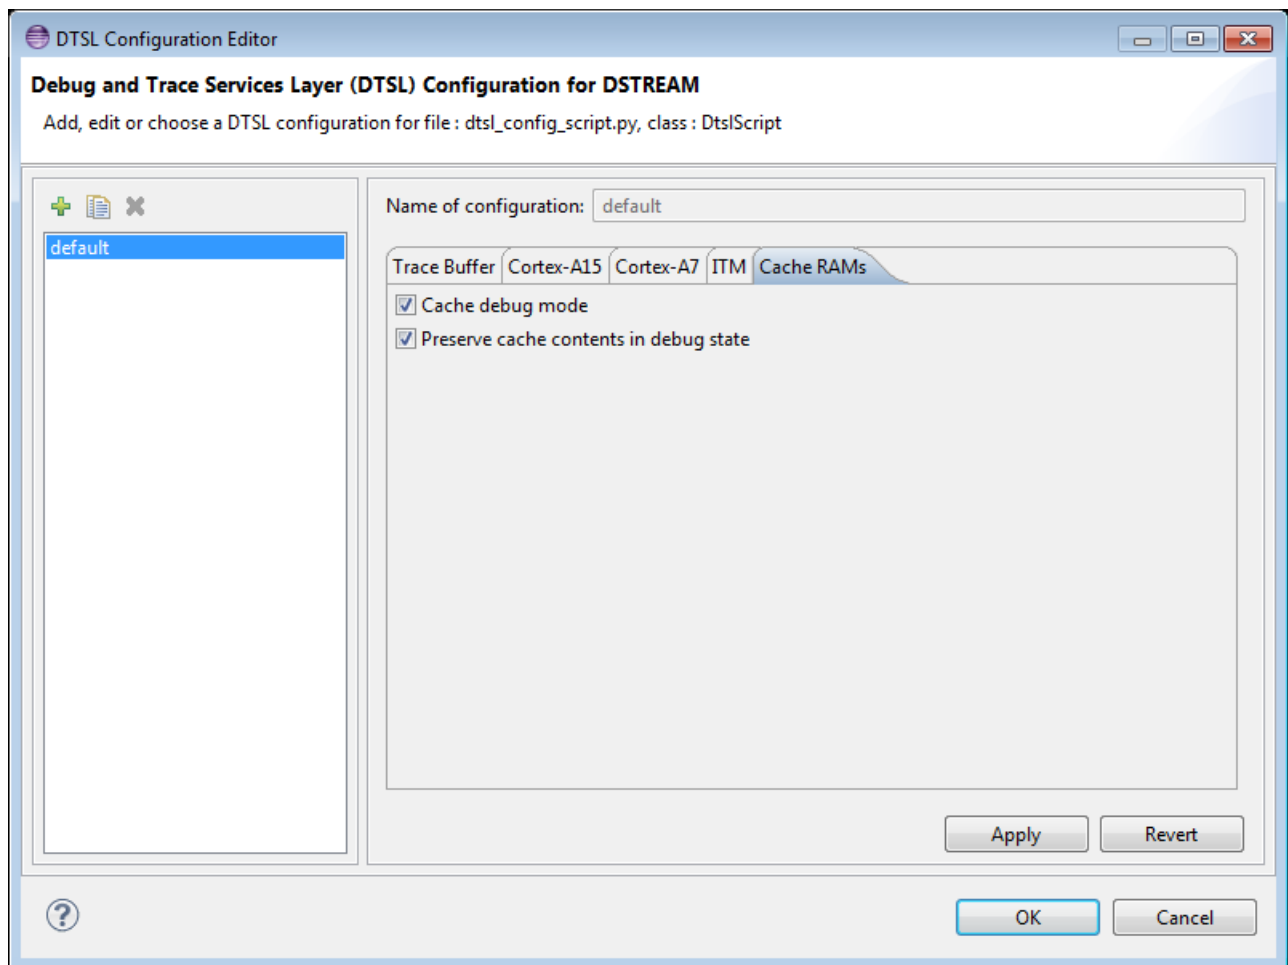 DTSL Configuration Editor
Debug and Trace Services Layer (DTSL) Configuration for DSTREAM
Add, edit or choose a DTSL configuration for file : dtsl_config_script.py, class : DtslScript
default
Name of configuration: default
Trace Buffer Cortex-A15 Cortex-A7 ITM Cache RAMs
Cache debug mode
Preserve cache contents in debug state
Apply Revert
OK Cancel